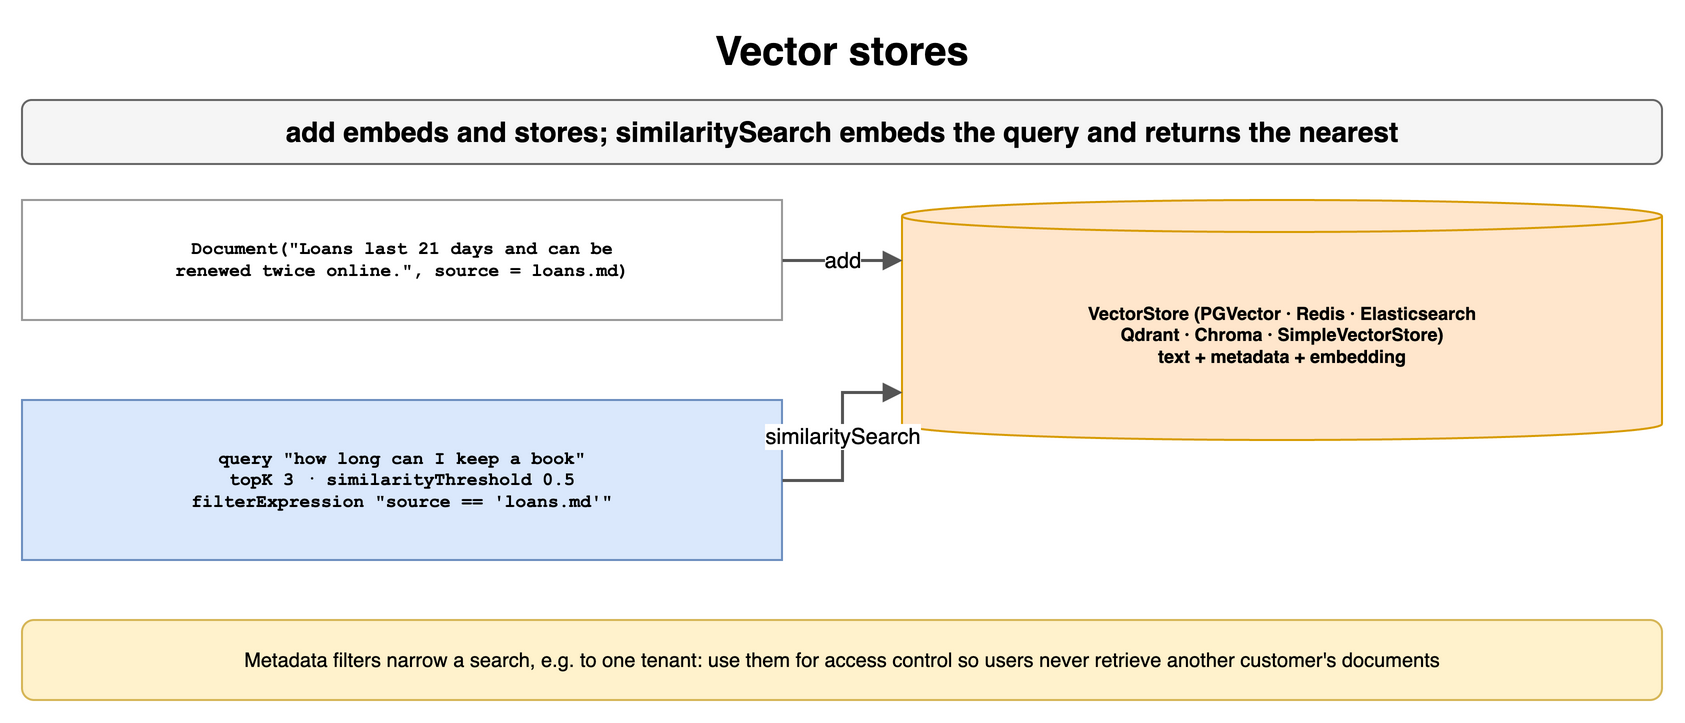 Vector stores
add embeds and stores; similaritySearch embeds the query and returns the nearest
Document("Loans last 21 days and can be
renewed twice online.", source = loans.md)
add
VectorStore (PGVector · Redis · Elasticsearch
Qdrant · Chroma · SimpleVectorStore)
text + metadata + embedding
similaritySearch
query "how long can I keep a book"
topK 3 · similarityThreshold 0.5
filterExpression "source == 'loans.md'"
Metadata filters narrow a search, e.g. to one tenant: use them for access control so users never retrieve another customer's documents